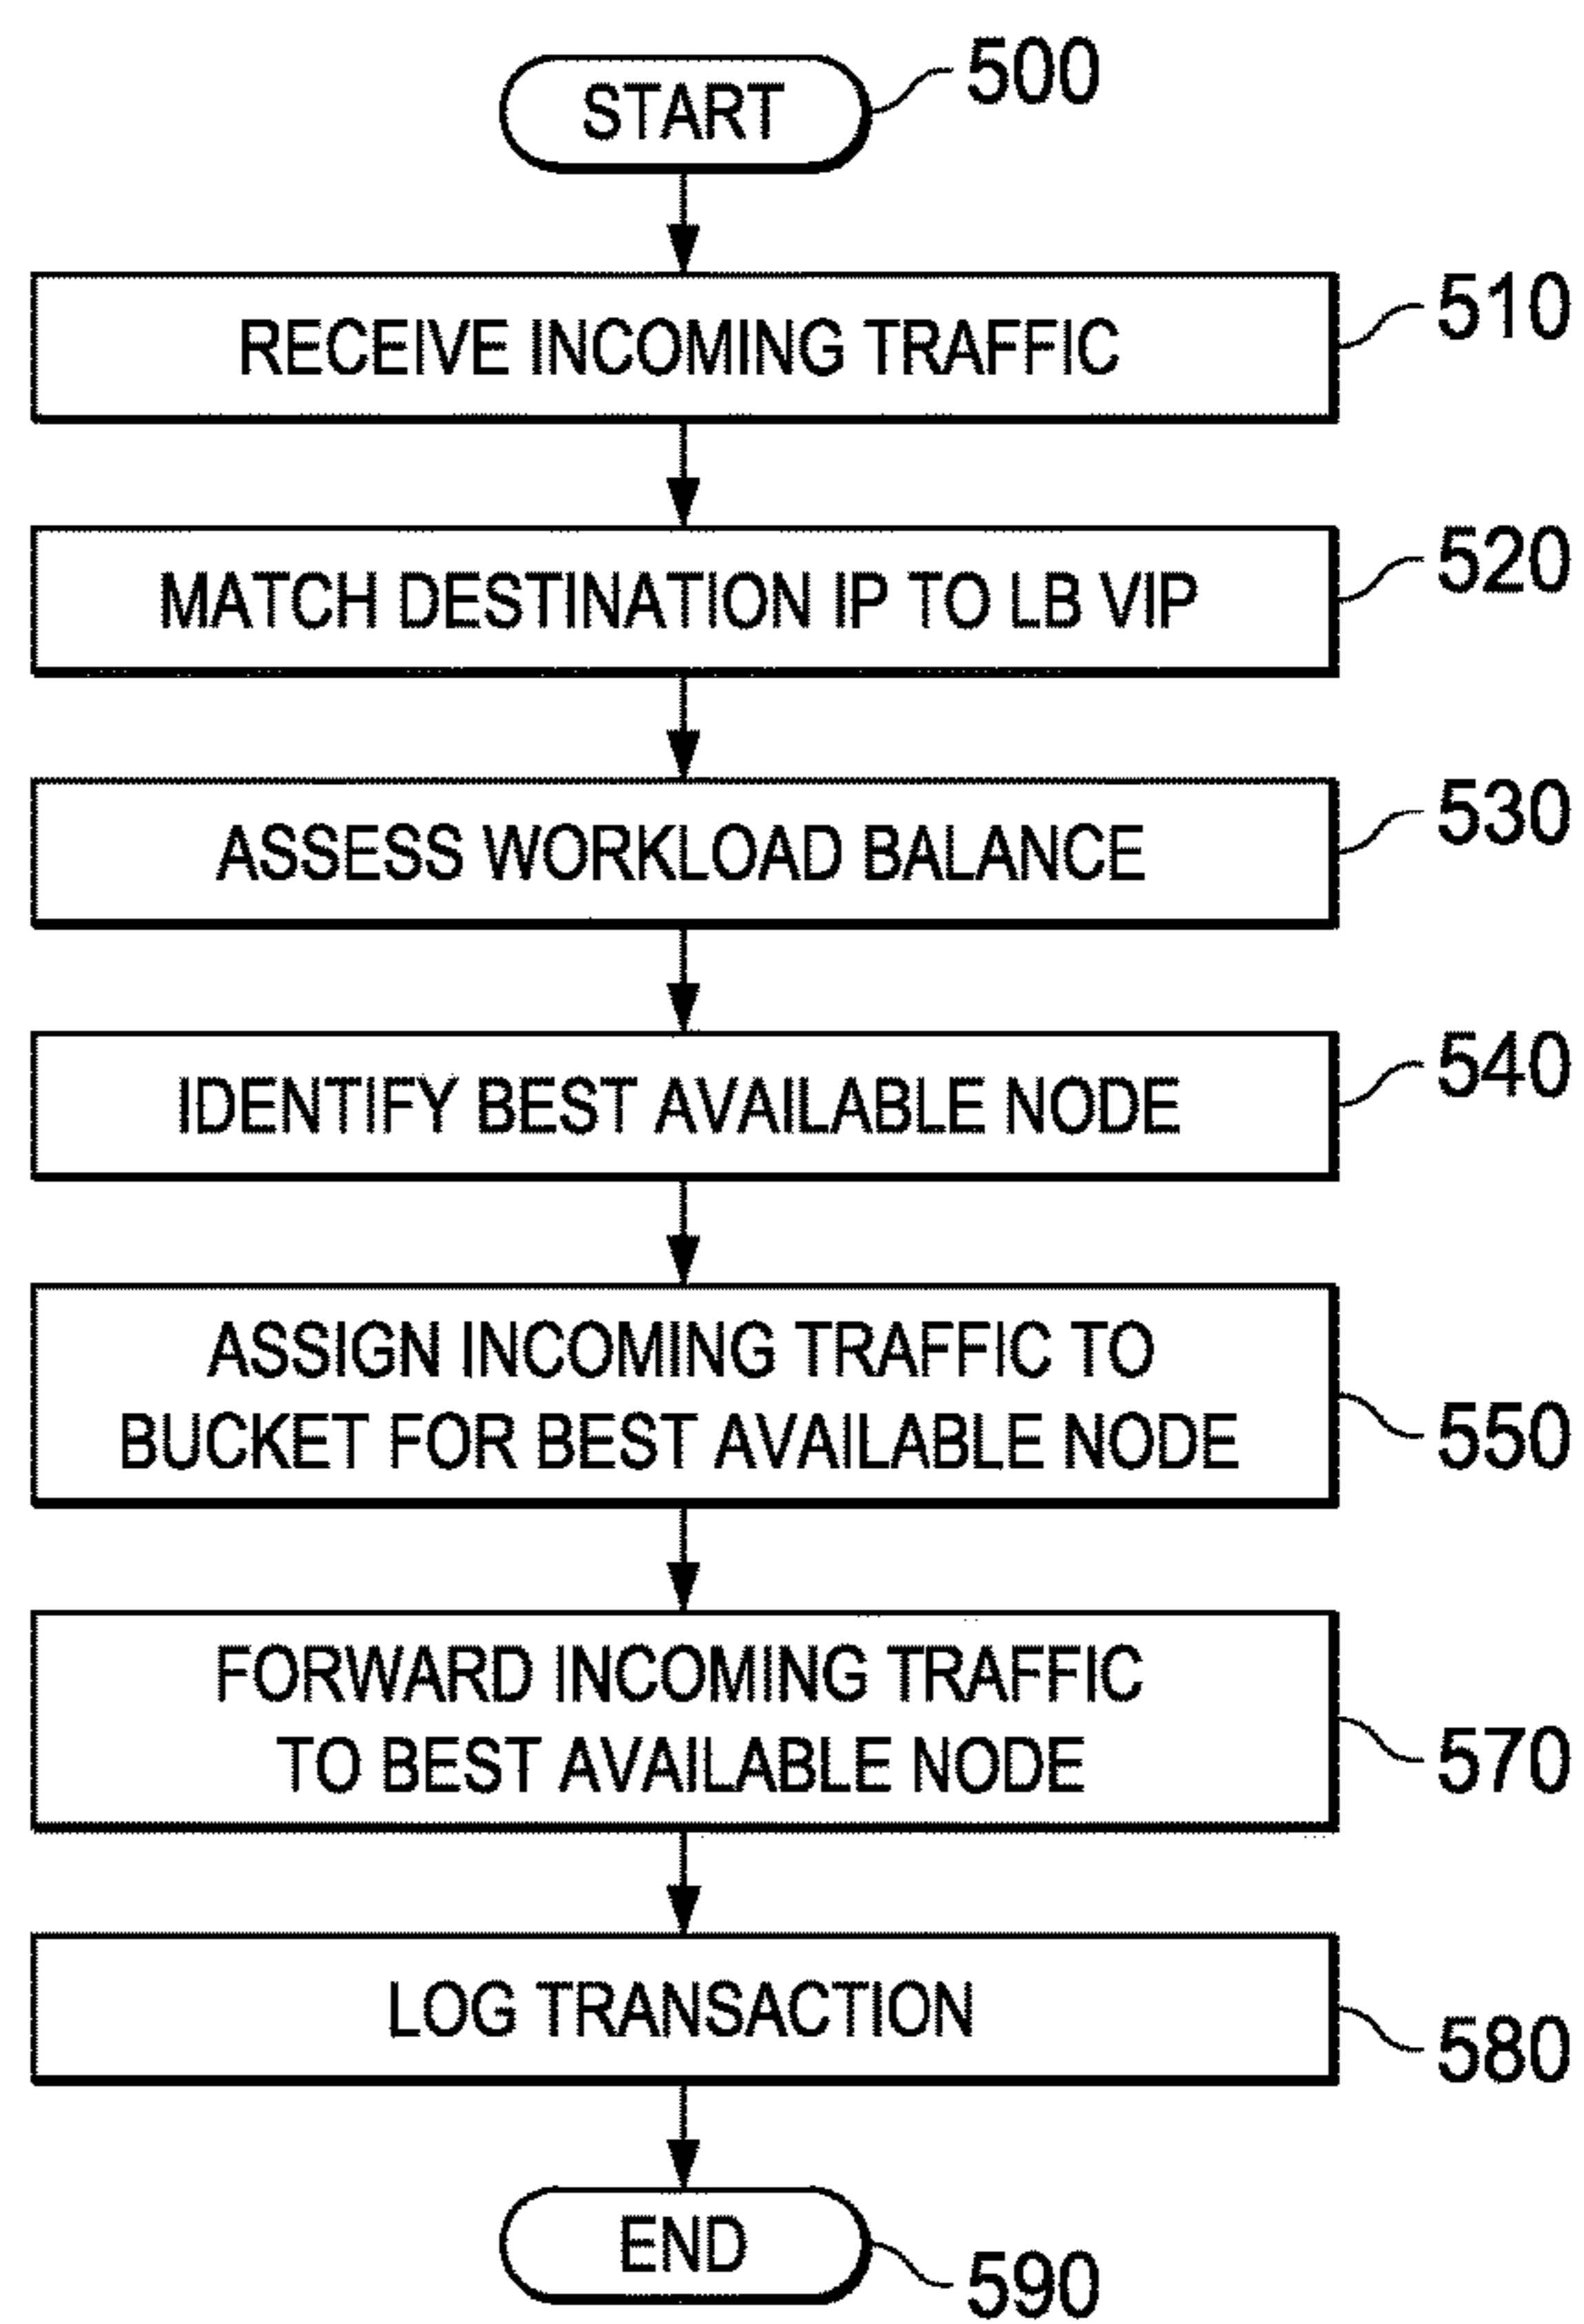 START
500
RECEIVE INCOMING TRAFFIC
510
MATCH DESTINATION IP TO LB VIP
520
ASSESS WORKLOAD BALANCE
530
IDENTIFY BEST AVAILABLE NODE
540
ASSIGN INCOMING TRAFFIC TO
BUCKET FOR BEST AVAILABLE NODE
550
FORWARD INCOMING TRAFFIC
TO BEST AVAILABLE NODE
570
LOG TRANSACTION
580
END
590